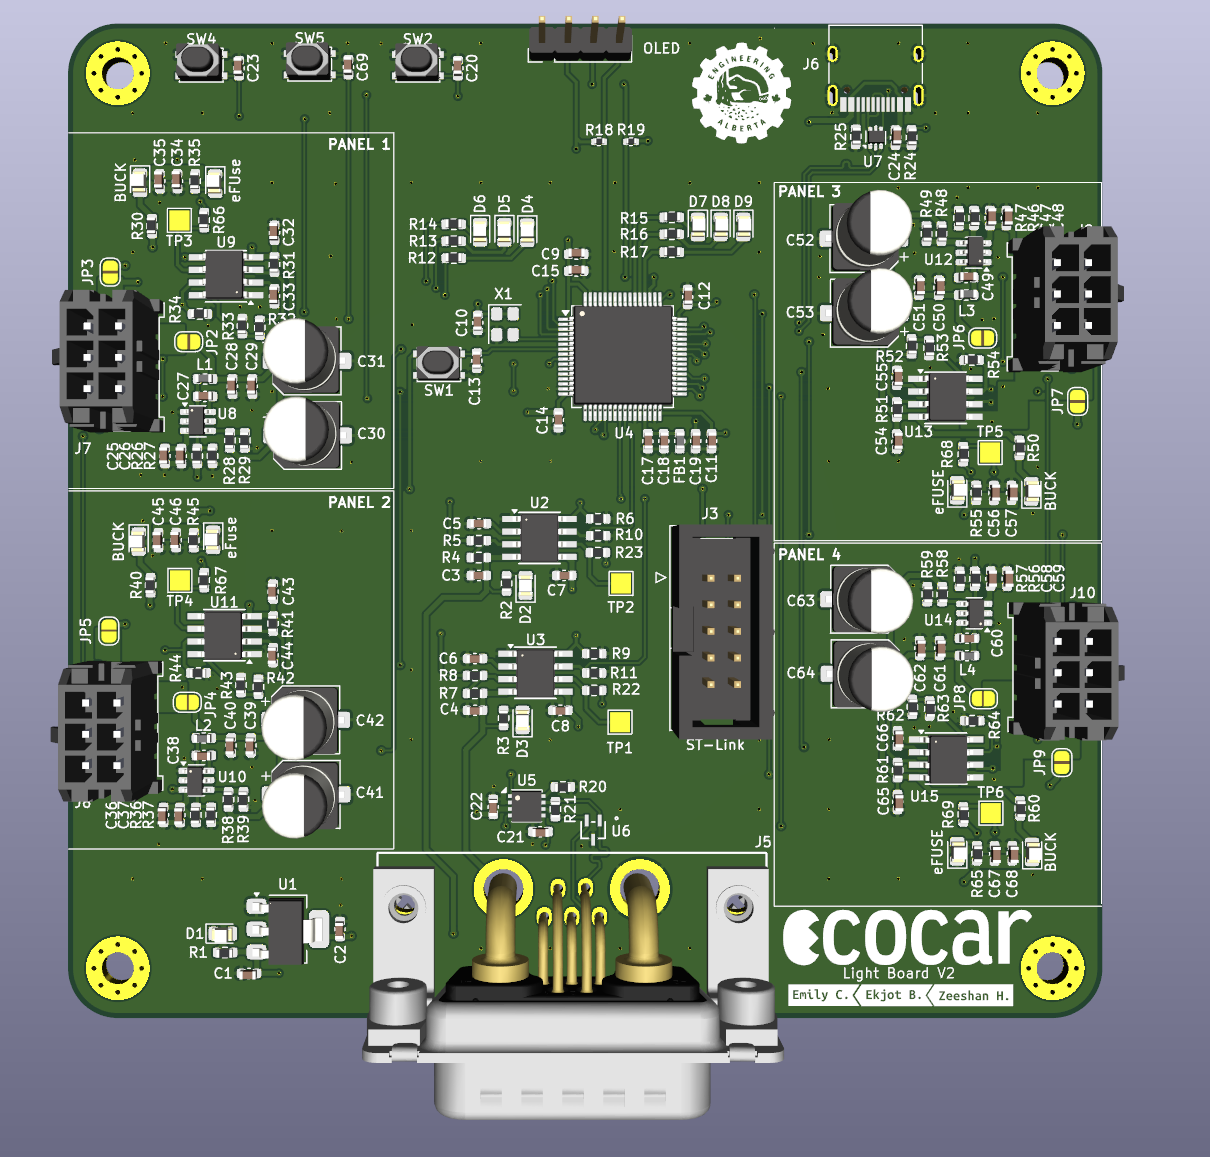 SW4
SW5
SW2
C23
C69
C20
OLED
ENGINEERING
ALBERTA
J6
R25
U7
C24
R24
R18
R19
PANEL 1
C35
C34
R35
BUCK
eFuse
R30
TP3
R66
C32
U9
R31
C33
JP3
R34
R33
JP2
L1
C28
C29
C31
C27
U8
C30
J7
C25
C26
R26
R27
R28
R29
D6
D5
D4
R14
R13
R12
D7
D8
D9
R15
R16
R17
C9
C15
C12
X1
C10
SW1
C13
C14
U4
C17
C18
FB1
C19
C11
PANEL 3
R49
R48
R47
R46
C47
C48
C52
U12
C49
L3
C53
C51
C50
R52
R53
JP6
R54
C55
R51
U13
C54
JP7
TP5
R68
R50
eFUSE
BUCK
R55
C56
C57
PANEL 2
C45
C46
R45
BUCK
eFuse
R40
TP4
R67
C43
U11
R41
C44
JP5
R44
R43
R42
JP4
L2
C40
C39
C42
C38
U10
C41
C36
C37
R36
R37
R38
R39
U2
C5
R5
R4
C3
R6
R10
R23
R2
D2
C7
TP2
J3
U3
C6
R8
R7
C4
R9
R11
R22
R3
D3
C8
TP1
ST-Link
U5
C22
R20
R21
C21
U6
J5
PANEL 4
R59
R58
R57
R56
C58
C59
J10
C63
U14
C60
L4
C64
C62
C61
R62
R63
JP8
R64
C66
R61
U15
C65
JP9
TP6
R69
R60
eFUSE
BUCK
R65
C67
C68
U1
D1
R1
C1
C2
ecocar
Light Board V2
Emily C.
Ekjot B.
Zeeshan H.